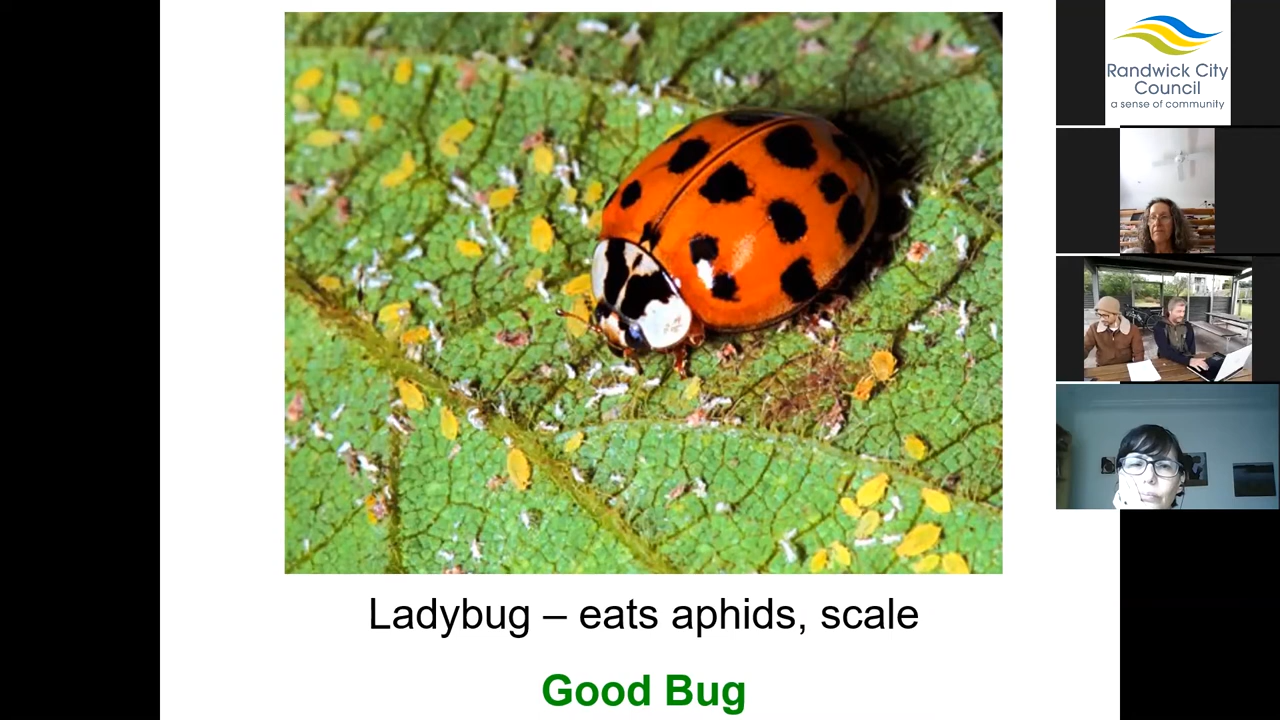 Randwick City
Council
a sense of community
Ladybug – eats aphids, scale
Good Bug